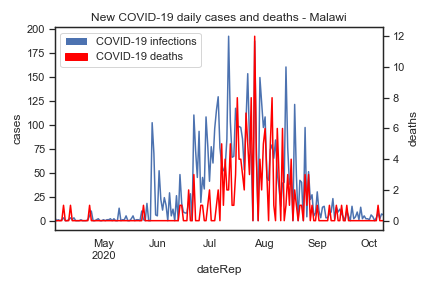 New COVID-19 daily cases and deaths - Malawi
COVID-19 infections
COVID-19 deaths
200
175
150
125
100
75
50
25
0
cases
12
10
8
6
4
2
0
deaths
May
2020
Jun
Jul
Aug
Sep
Oct
dateRep